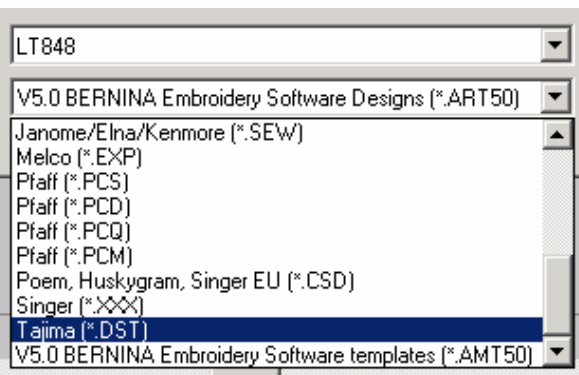 LT848
V5.0 BERNINA Embroidery Software Designs (*.ART50)
Janome/Elna/Kenmore (*.SEW)
Melco (*.EXP)
Pfaff (*.PCS)
Pfaff (*.PCD)
Pfaff (*.PCQ)
Pfaff (*.PCM)
Poem, Huskygram, Singer EU (*.CSD)
Singer (*.XXX)
Tajima (*.DST)
V5.0 BERNINA Embroidery Software templates (*.AMT50)